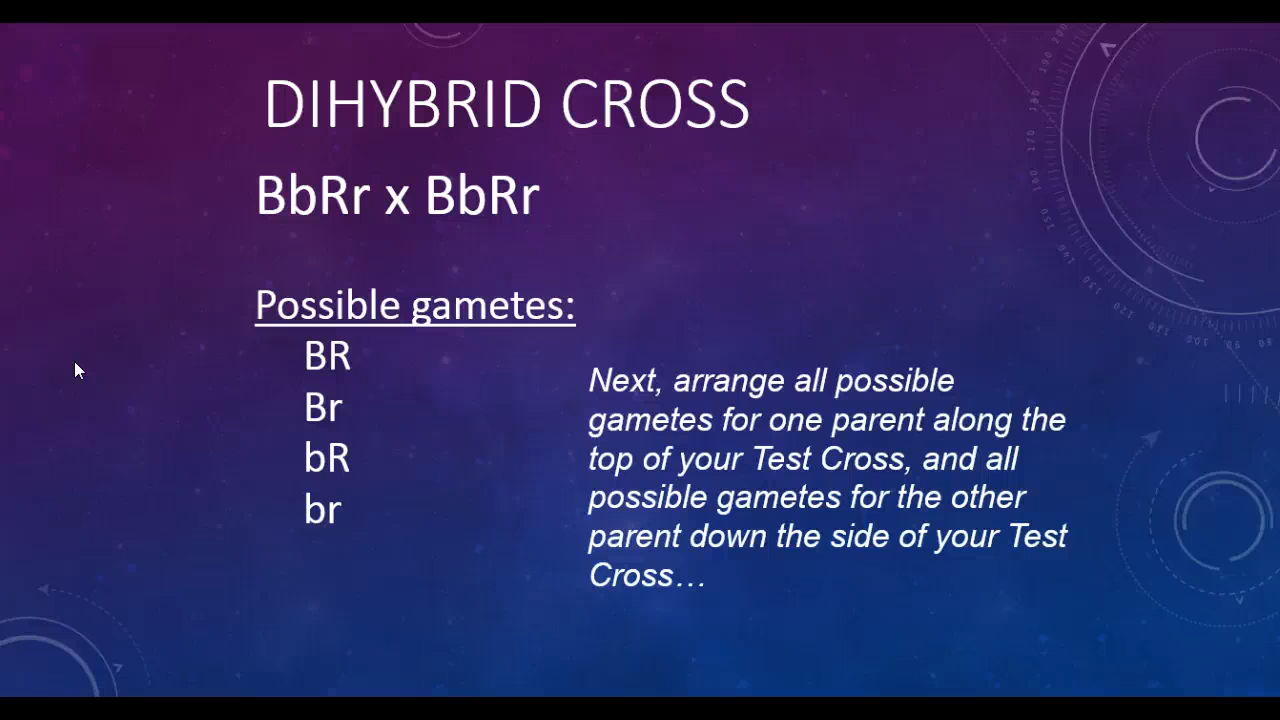 DIHYBRID CROSS
BbRr x BbRr
Possible gametes:
BR
Br
bR
br
Next, arrange all possible
gametes for one parent along the
top of your Test Cross, and all
possible gametes for the other
parent down the side of your Test
Cross…